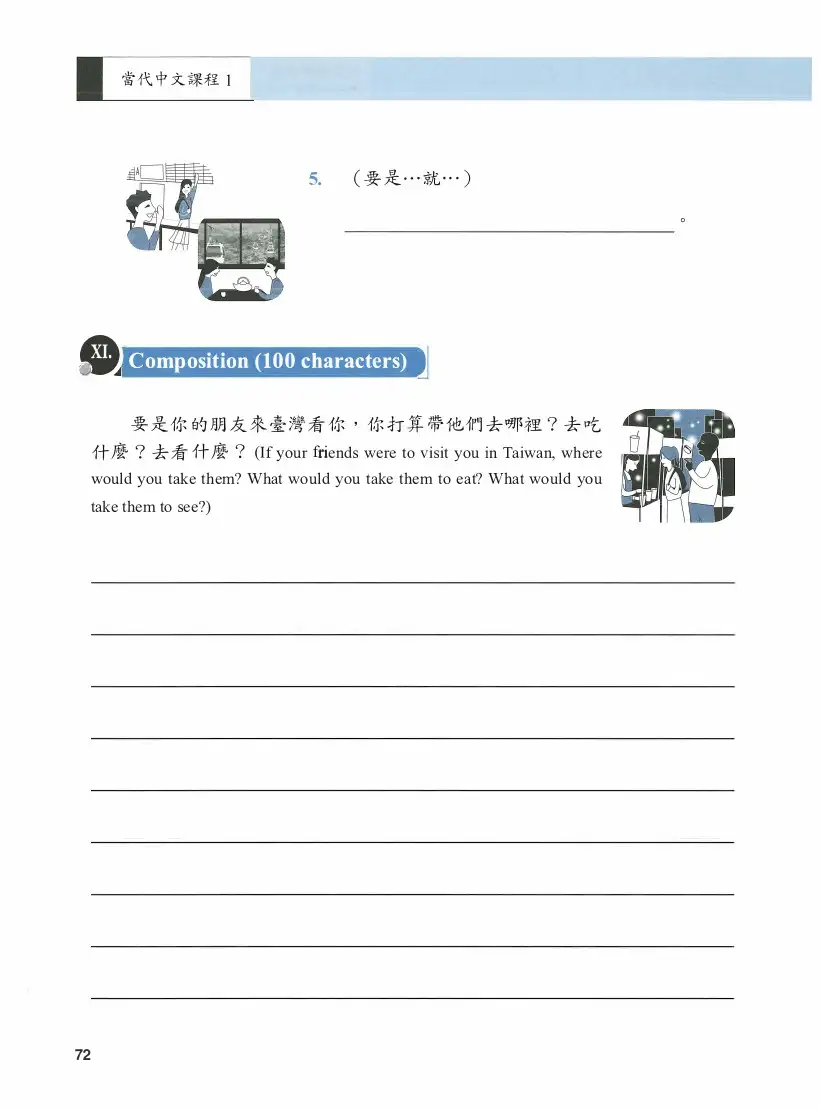 當代中文課程 1
5. （要是…就…）
。
XI. Composition (100 characters)
要是你的朋友來臺灣看你，你打算帶他們去哪裡？去吃
什麼？去看什麼？ (If your friends were to visit you in Taiwan, where
would you take them? What would you take them to eat? What would you
take them to see?)
72